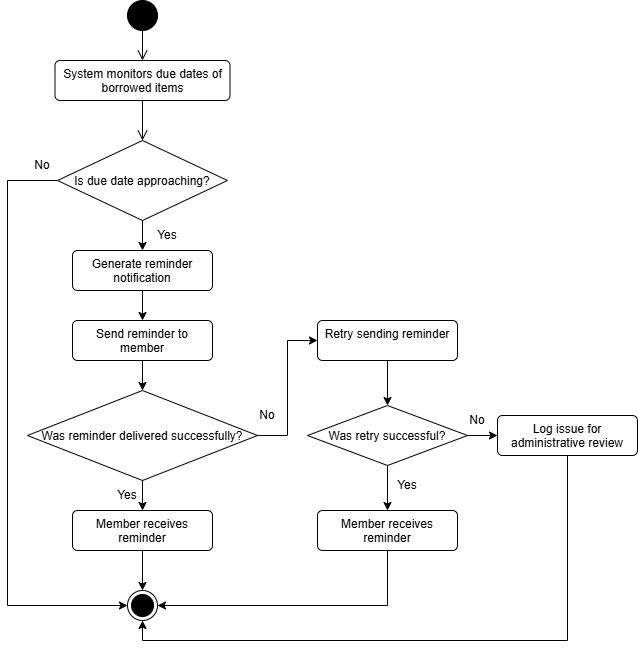 System monitors due dates of
borrowed items
No
Is due date approaching?
Yes
Generate reminder
notification
Send reminder to
member
Retry sending reminder
No
Was reminder delivered successfully?
Was retry successful?
No
Log issue for
administrative review
Yes
Yes
Member receives
reminder
Member receives
reminder